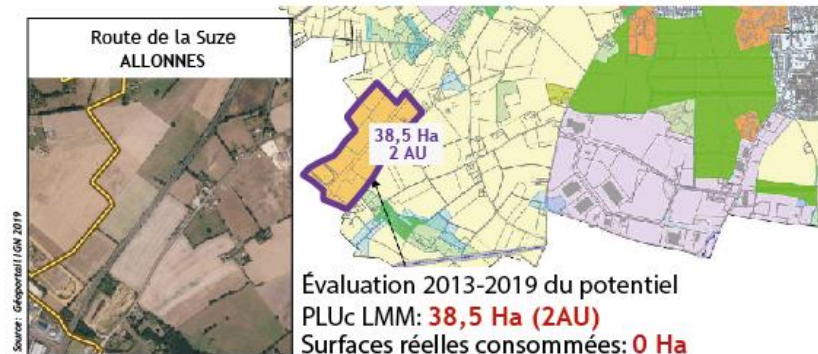 Route de la Suze
ALLONNES
Source: Géoportail IGN 2019
38,5 Ha
2 AU
Évaluation 2013-2019 du potentiel
PLUc LMM: 38,5 Ha (2AU)
Surfaces réelles consommées: 0 Ha